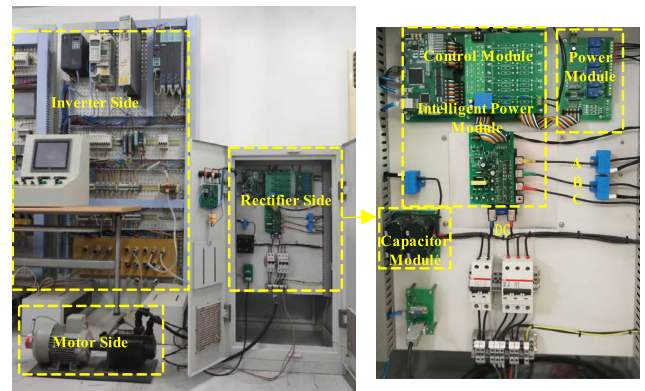 Inverter Side
Rectifier Side
Motor Side
Control Module
Power
Module
Intelligent Power
Module
A
B
C
DC
Capacitor
Module